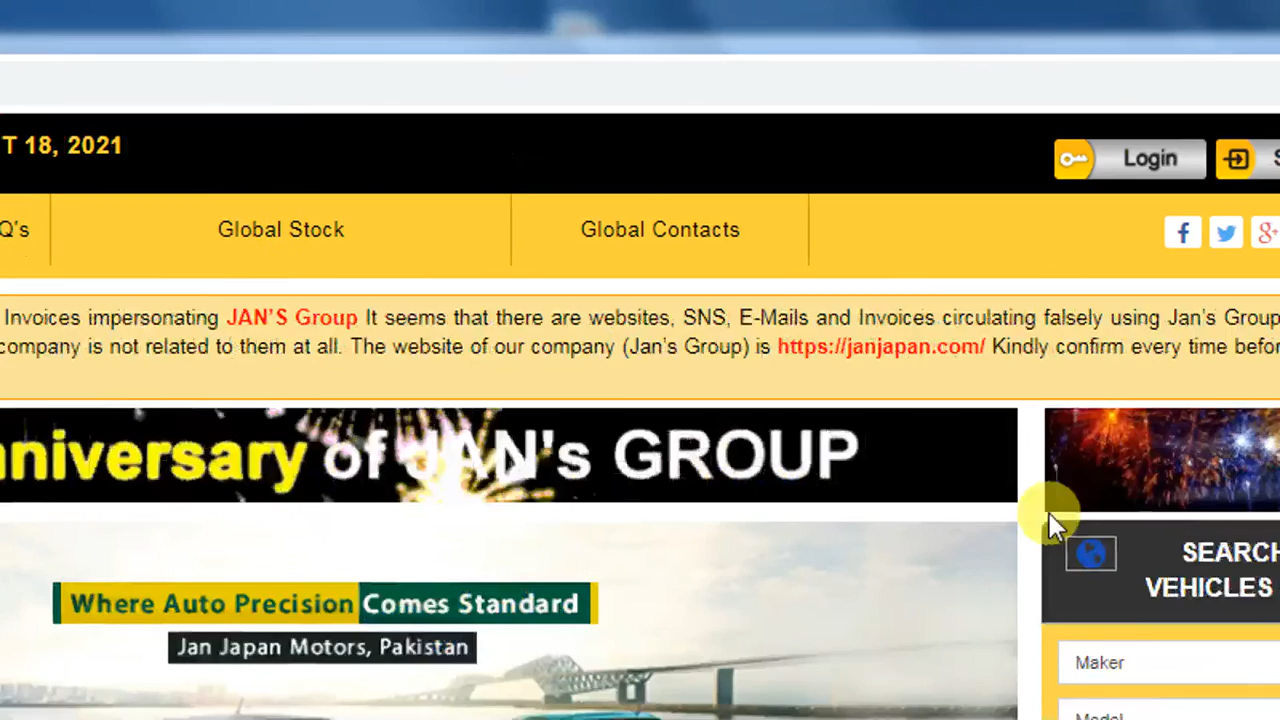 T 18, 2021
Login
S
Q's
Global Stock
Global Contacts
f
g+
Invoices impersonating JAN'S Group It seems that there are websites, SNS, E-Mails and Invoices circulating falsely using Jan's Group
company is not related to them at all. The website of our company (Jan's Group) is https://janjapan.com/ Kindly confirm every time befor
nniversary of JAN's GROUP
SEARCH
VEHICLES
Where Auto Precision Comes Standard
Jan Japan Motors, Pakistan
Maker
Model